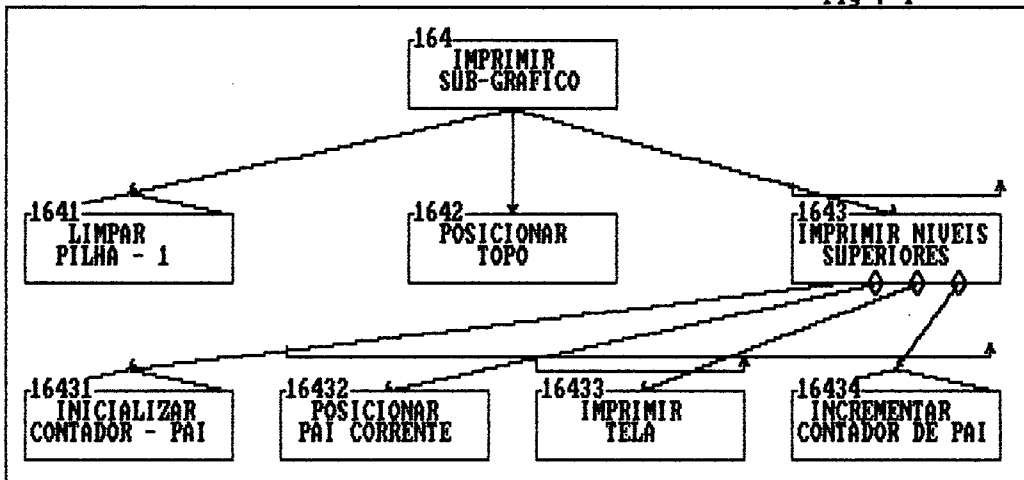 164
IMPRIMIR
SUB-GRAFICO
1641
LIMPAR
PILHA - 1
1642
POSICIONAR
TOPO
1643
IMPRIMIR NIVEIS
SUPERIORES
16431
INICIALIZAR
CONTADOR - PAI
16432
POSICIONAR
PAI CORRENTE
16433
IMPRIMIR
TELA
16434
INCREMENTAR
CONTADOR DE PAI